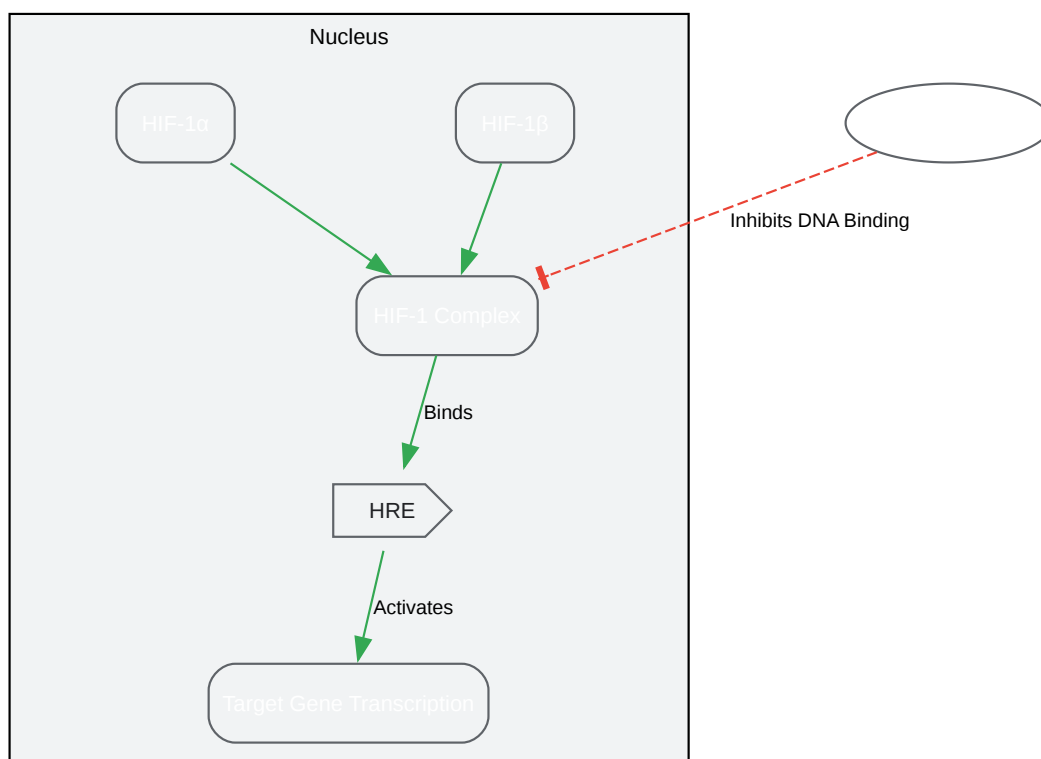 Nucleus
HIF-1α
HIF-1β
Inhibits DNA Binding
HIF-1 Complex
Binds
HRE
Activates
Target Gene Transcription